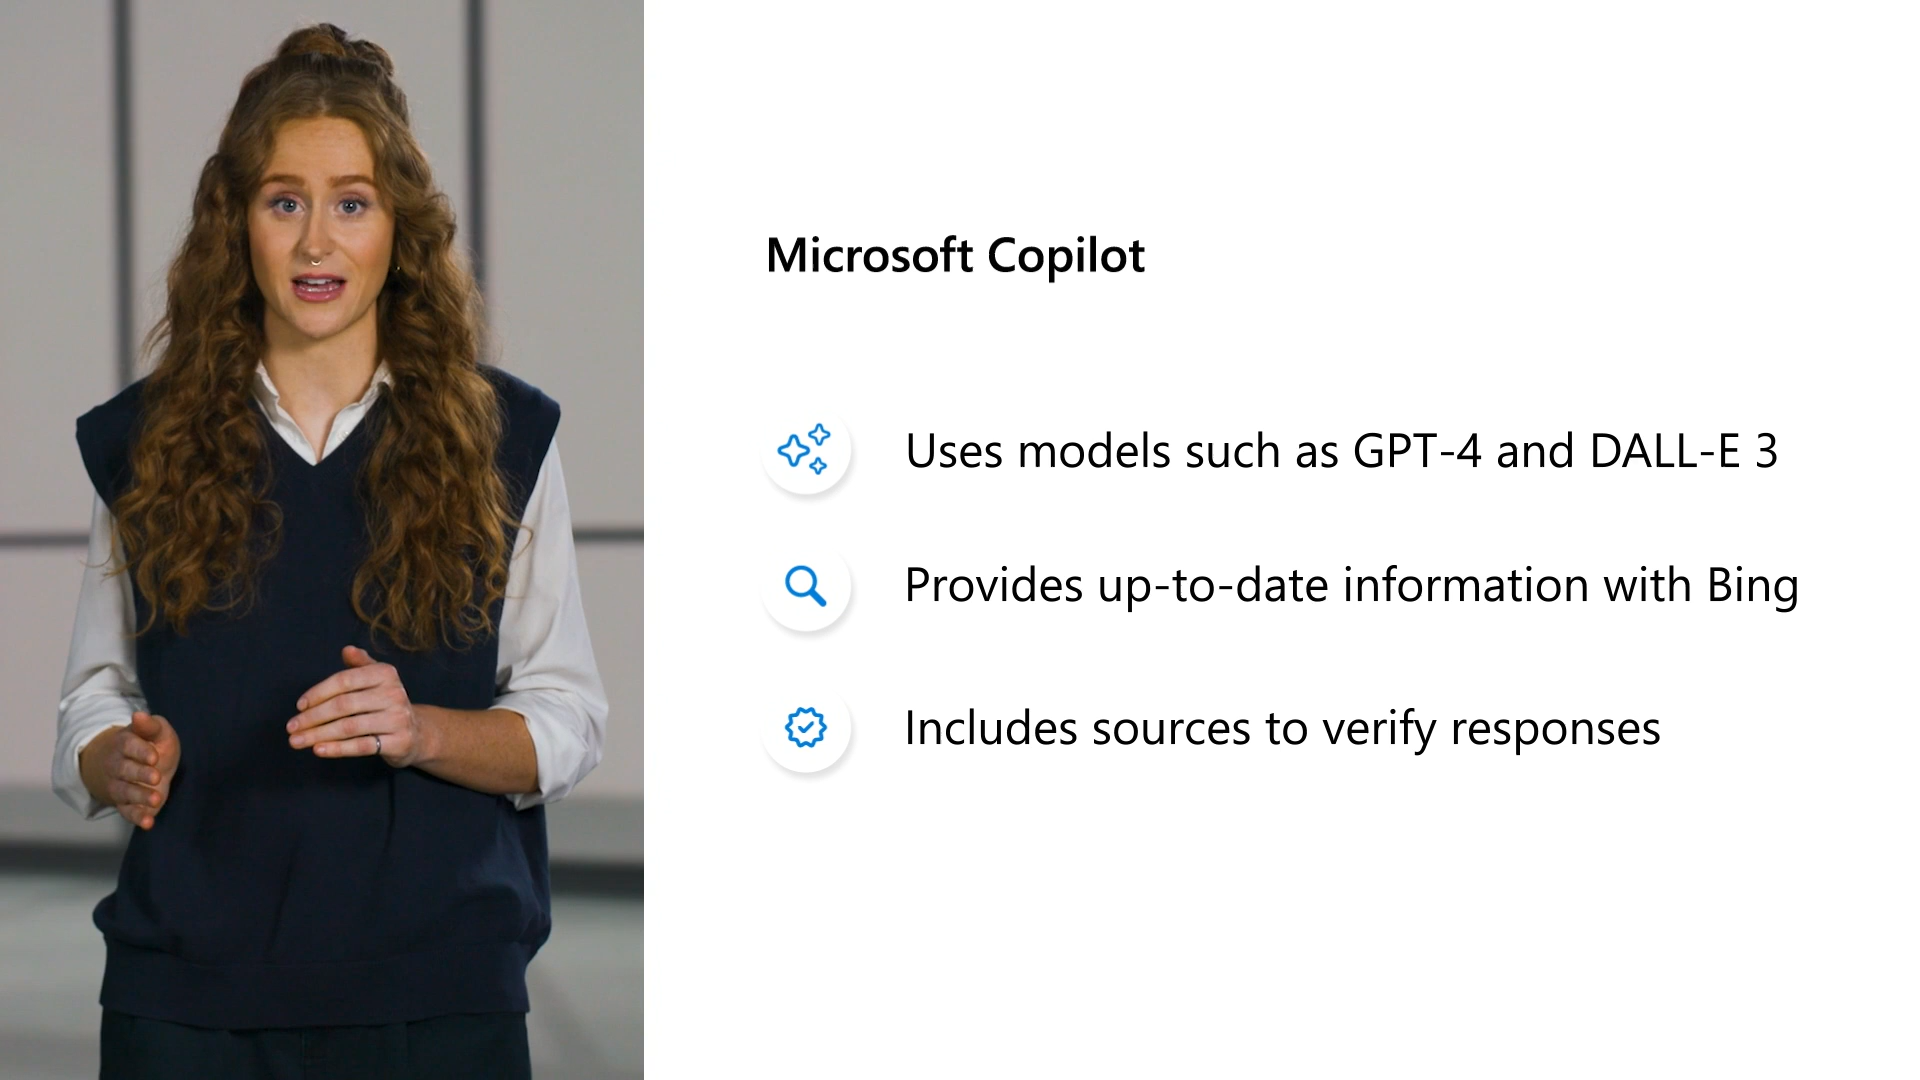 Microsoft Copilot
Uses models such as GPT-4 and DALL-E 3
Provides up-to-date information with Bing
Includes sources to verify responses